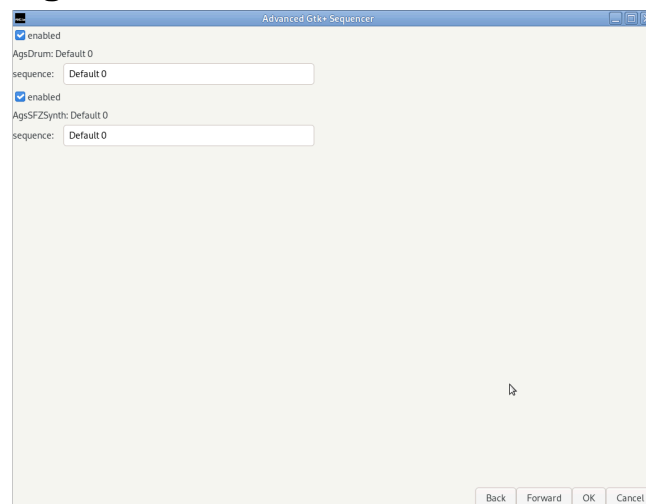 Advanced Gtk+ Sequencer
enabled
AgsDrum: Default 0
sequence: Default 0
enabled
AgsSFZSynth: Default 0
sequence: Default 0
Back Forward OK Cancel